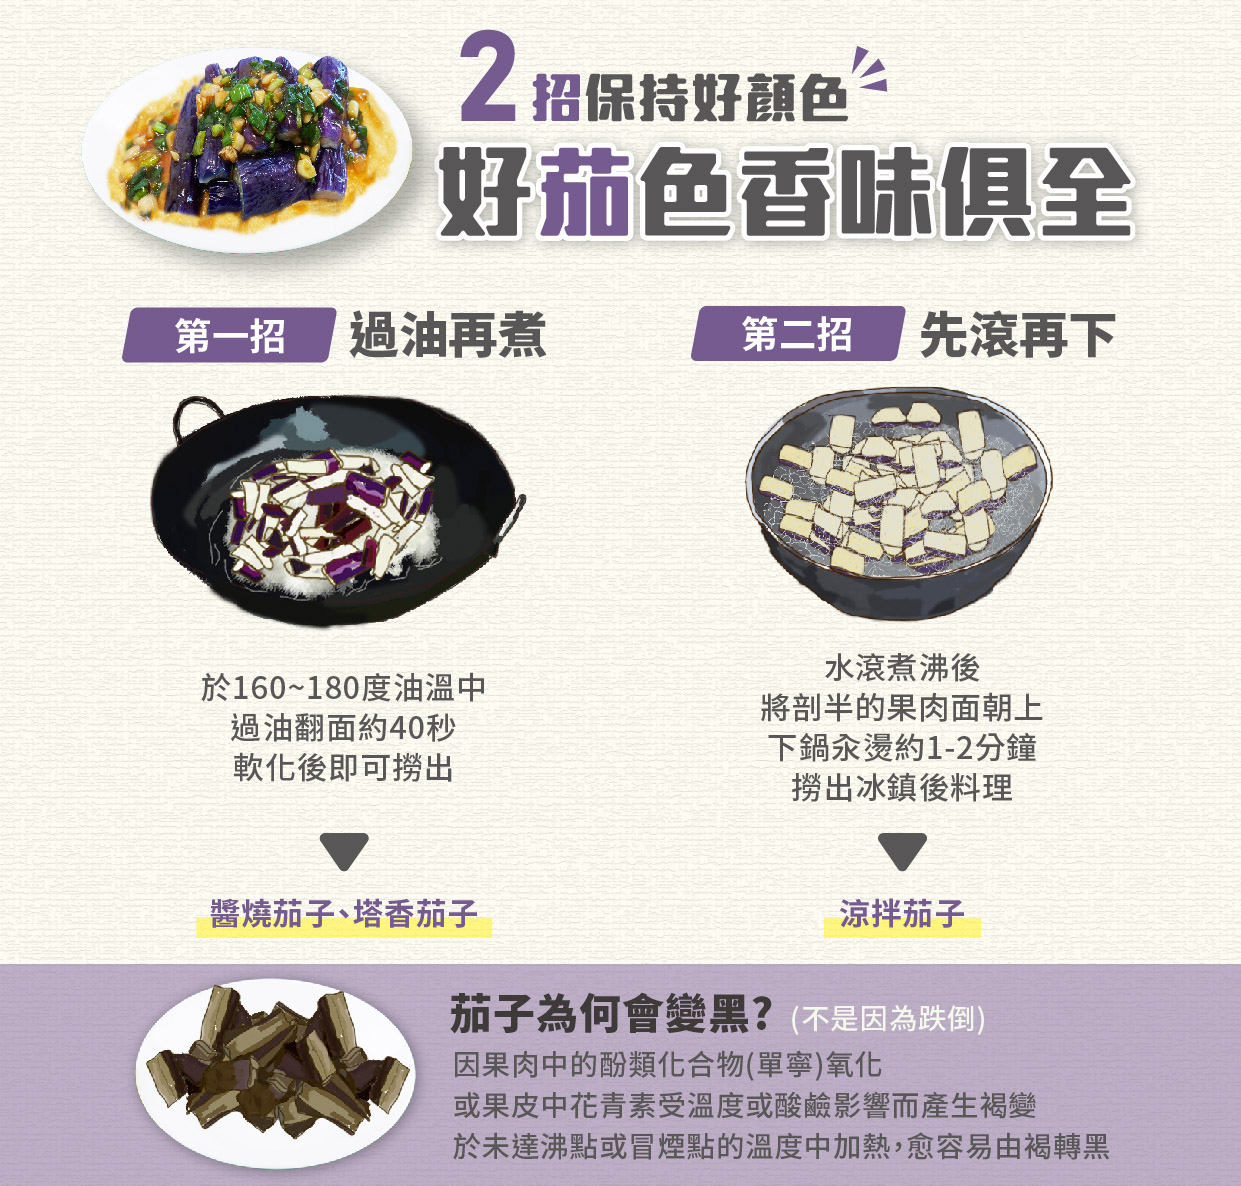 2招保持好顏色
好茄色香味俱全
第一招 過油再煮
於160~180度油溫中
過油翻面約40秒
軟化後即可撈出
醬燒茄子、塔香茄子
第二招 先滾再下
水滾煮沸後
將剖半的果肉面朝上
下鍋汆燙約1-2分鐘
撈出冰鎮後料理
涼拌茄子
茄子為何會變黑? (不是因為跌倒)
因果肉中的酚類化合物(單寧)氧化
或果皮中花青素受溫度或酸鹼影響而產生褐變
於未達沸點或冒煙點的溫度中加熱,愈容易由褐轉黑